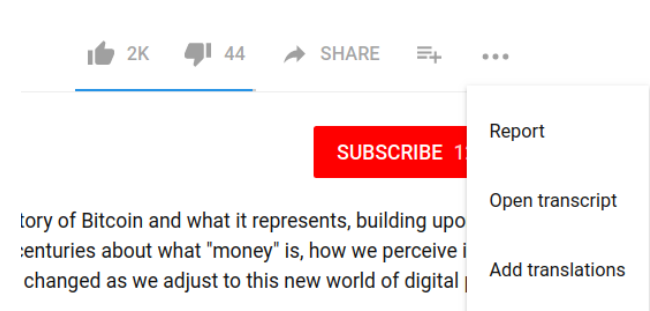 2K 44 SHARE
Report
SUBSCRIBE
Open transcript
tory of Bitcoin and what it represents, building upo
centuries about what "money" is, how we perceive
Add translations
changed as we adjust to this new world of digital